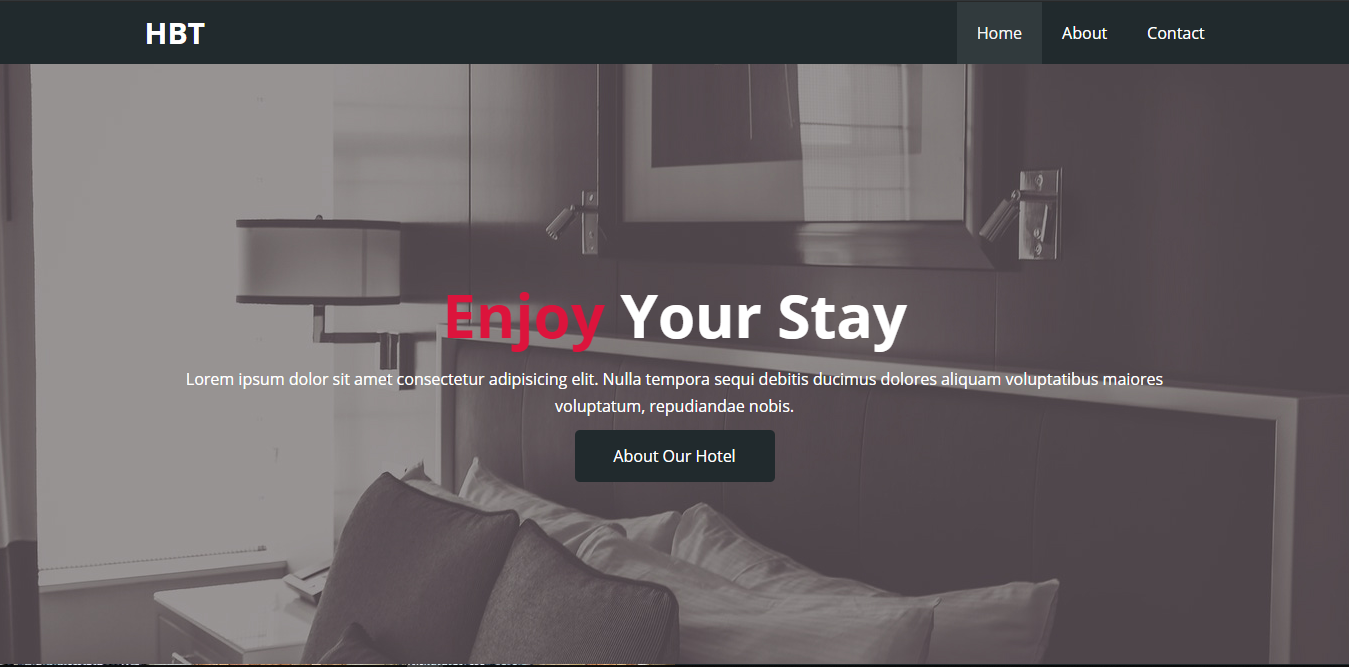 HBT
Home
About
Contact
Enjoy Your Stay
Lorem ipsum dolor sit amet consectetur adipisicing elit. Nulla tempora sequi debitis ducimus dolores aliquam voluptatibus maiores
voluptatum, repudiandae nobis.
About Our Hotel